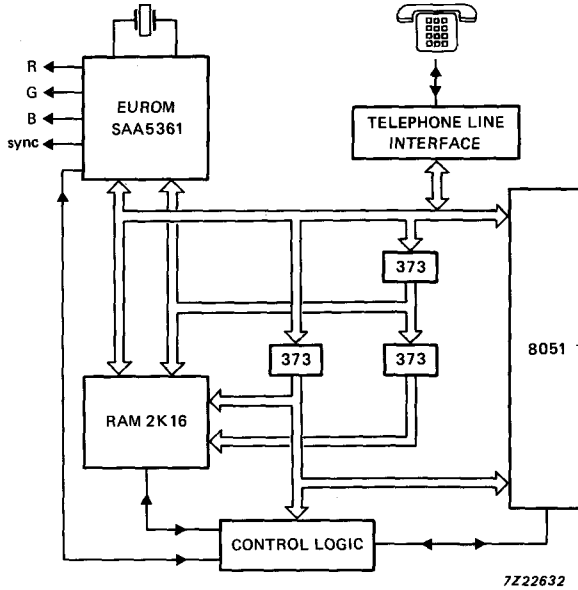 R
G
B
sync
EUROM
SAA5361
TELEPHONE LINE
INTERFACE
373
373
373
8051
RAM 2K16
CONTROL LOGIC
7Z22632